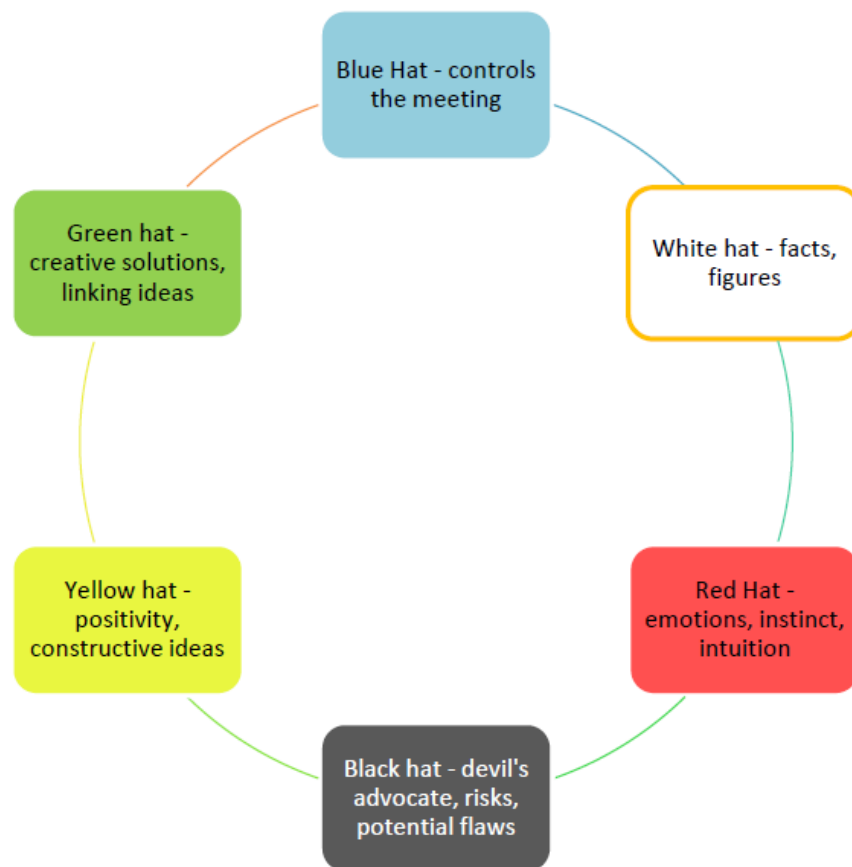 Blue Hat - controls
the meeting
White hat - facts,
figures
Red Hat -
emotions, instinct,
intuition
Black hat - devil's
advocate, risks,
potential flaws
Yellow hat -
positivity,
constructive ideas
Green hat -
creative solutions,
linking ideas